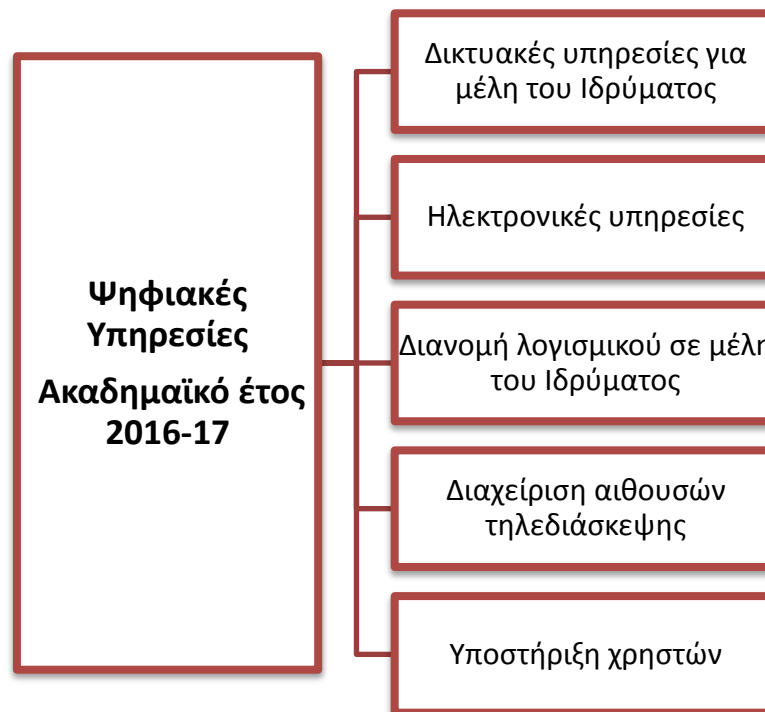 Ψηφιακές
Υπηρεσίες
Ακαδημαϊκό έτος
2016-17
Δικτυακές υπηρεσίες για
μέλη του Ιδρύματος
Ηλεκτρονικές υπηρεσίες
Διανομή λογισμικού σε μέλη
του Ιδρύματος
Διαχείριση αιθουσών
τηλεδιάσκεψης
Υποστήριξη χρηστών